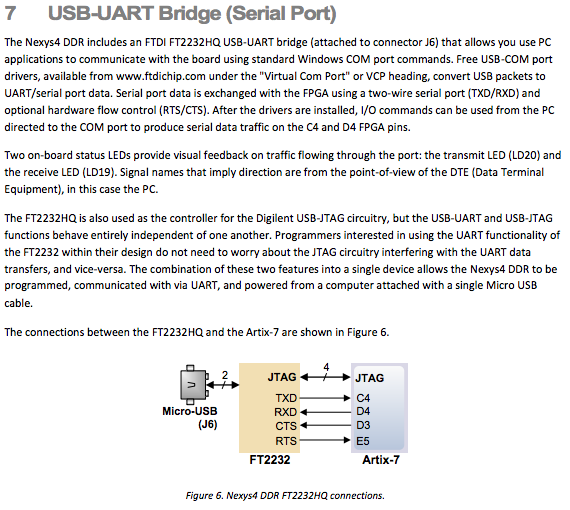 7 USB-UART Bridge (Serial Port)
The Nexys4 DDR includes an FTDI FT2232HQ USB-UART bridge (attached to connector J6) that allows you use PC
applications to communicate with the board using standard Windows COM port commands. Free USB-COM port
drivers, available from www.ftdichip.com under the "Virtual Com Port" or VCP heading, convert USB packets to
UART/serial port data. Serial port data is exchanged with the FPGA using a two-wire serial port (TXD/RXD) and
optional hardware flow control (RTS/CTS). After the drivers are installed, I/O commands can be used from the PC
directed to the COM port to produce serial data traffic on the C4 and D4 FPGA pins.
Two on-board status LEDs provide visual feedback on traffic flowing through the port: the transmit LED (LD20) and
the receive LED (LD19). Signal names that imply direction are from the point-of-view of the DTE (Data Terminal
Equipment), in this case the PC.
The FT2232HQ is also used as the controller for the Digilent USB-JTAG circuitry, but the USB-UART and USB-JTAG
functions behave entirely independent of one another. Programmers interested in using the UART functionality of
the FT2232 within their design do not need to worry about the JTAG circuitry interfering with the UART data
transfers, and vice-versa. The combination of these two features into a single device allows the Nexys4 DDR to be
programmed, communicated with via UART, and powered from a computer attached with a single Micro USB
cable.
The connections between the FT2232HQ and the Artix-7 are shown in Figure 6.
2 JTAG 4 JTAG
TXD C4
Micro-USB RXD D4
(J6) CTS D3
RTS E5
FT2232 Artix-7
Figure 6. Nexys4 DDR FT2232HQ connections.